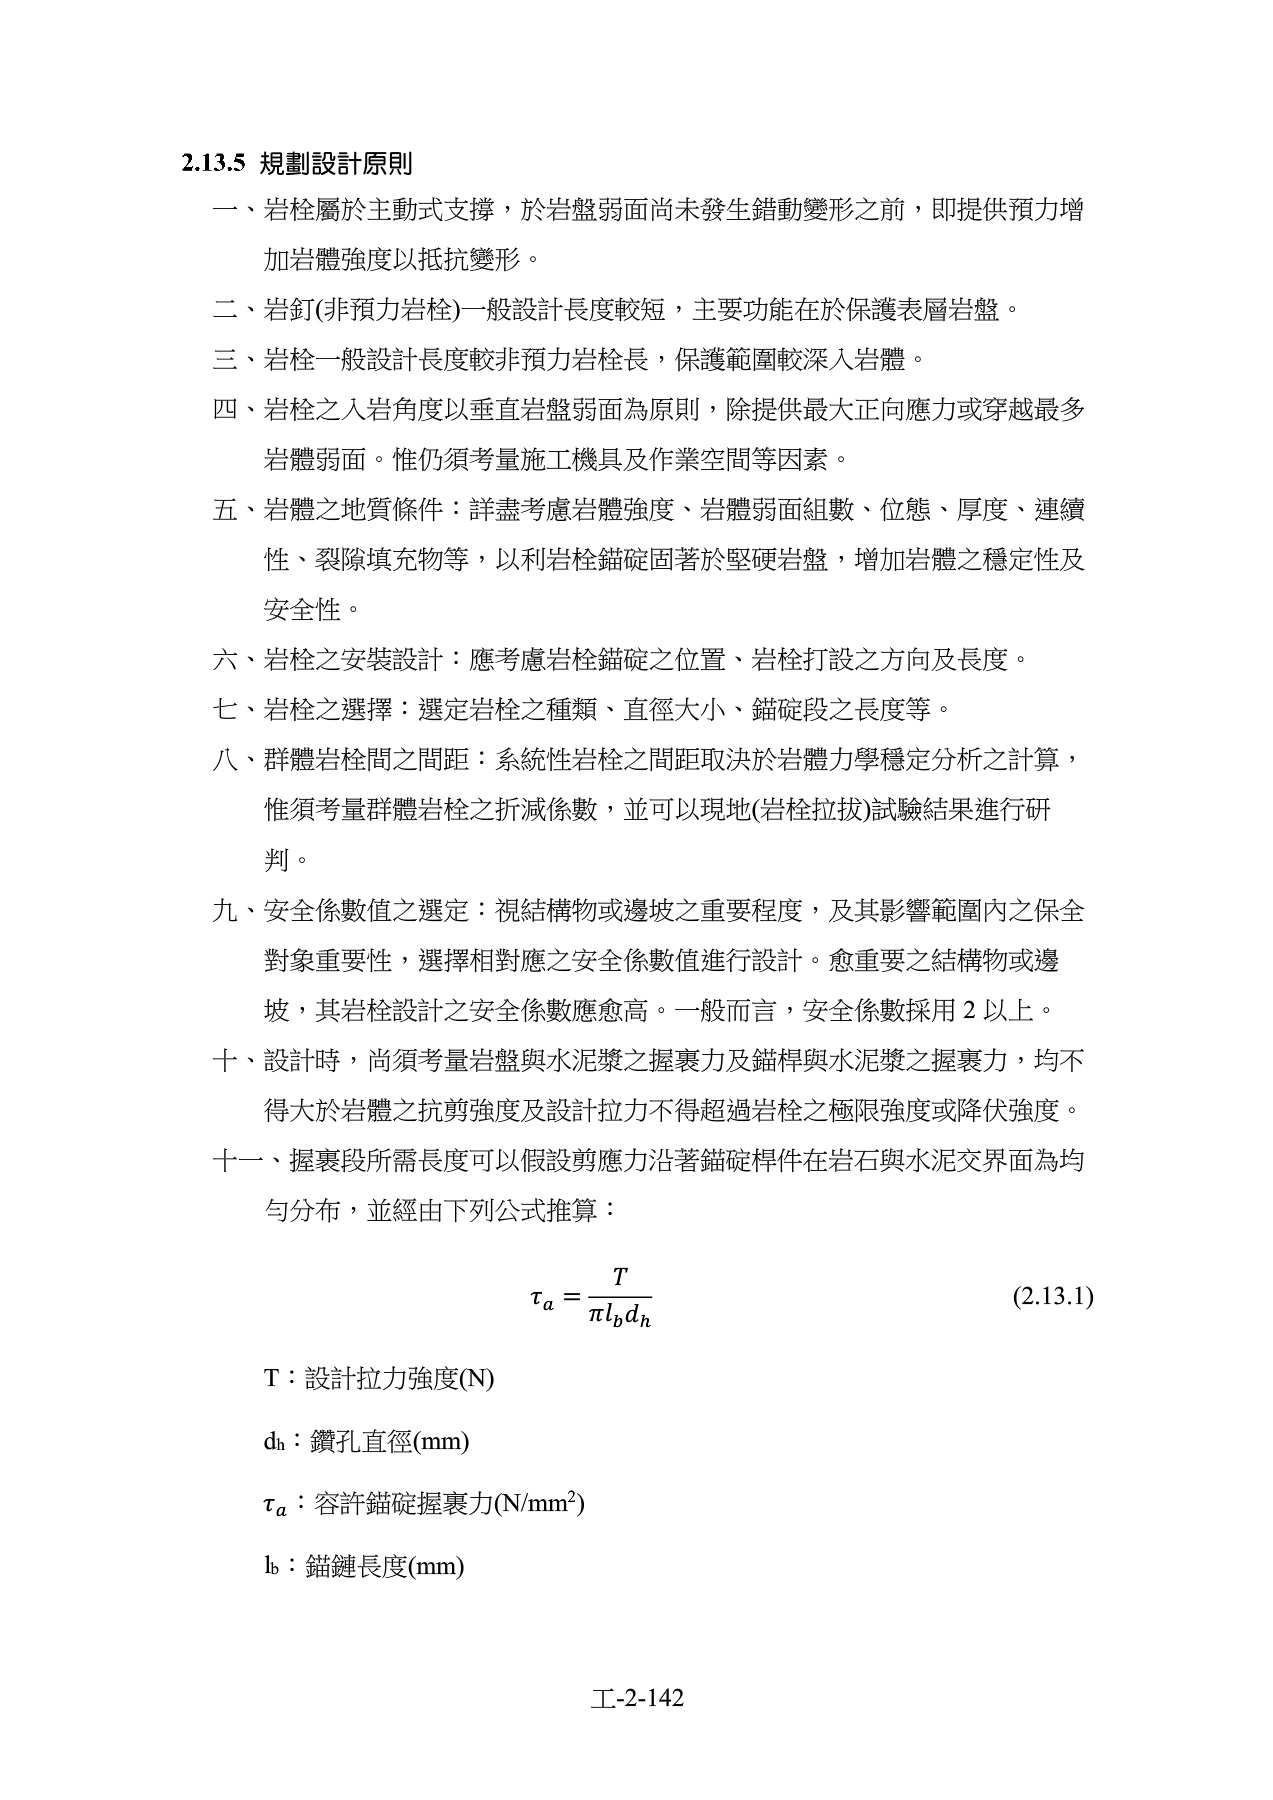 2.13.5 規劃設計原則
一、岩栓屬於主動式支撐，於岩盤弱面尚未發生錯動變形之前，即提供預力增
加岩體強度以抵抗變形。
二、岩釘(非預力岩栓)一般設計長度較短，主要功能在於保護表層岩盤。
三、岩栓一般設計長度較非預力岩栓長，保護範圍較深入岩體。
四、岩栓之入岩角度以垂直岩盤弱面為原則，除提供最大正向應力或穿越最多
岩體弱面。惟仍須考量施工機具及作業空間等因素。
五、岩體之地質條件：詳盡考慮岩體強度、岩體弱面組數、位態、厚度、連續
性、裂隙填充物等，以利岩栓錨碇固著於堅硬岩盤，增加岩體之穩定性及
安全性。
六、岩栓之安裝設計：應考慮岩栓錨碇之位置、岩栓打設之方向及長度。
七、岩栓之選擇：選定岩栓之種類、直徑大小、錨碇段之長度等。
八、群體岩栓間之間距：系統性岩栓之間距取決於岩體力學穩定分析之計算，
惟須考量群體岩栓之折減係數，並可以現地(岩栓拉拔)試驗結果進行研
判。
九、安全係數值之選定：視結構物或邊坡之重要程度，及其影響範圍內之保全
對象重要性，選擇相對應之安全係數值進行設計。愈重要之結構物或邊
坡，其岩栓設計之安全係數應愈高。一般而言，安全係數採用 2 以上。
十、設計時，尚須考量岩盤與水泥漿之握裹力及錨桿與水泥漿之握裹力，均不
得大於岩體之抗剪強度及設計拉力不得超過岩栓之極限強度或降伏強度。
十一、握裹段所需長度可以假設剪應力沿著錨碇桿件在岩石與水泥交界面為均
勻分布，並經由下列公式推算：
τₐ = T / (πl_b d_h) (2.13.1)
T：設計拉力強度(N)
dₕ：鑽孔直徑(mm)
τₐ：容許錨碇握裹力(N/mm²)
l_b：錨鏈長度(mm)
工-2-142